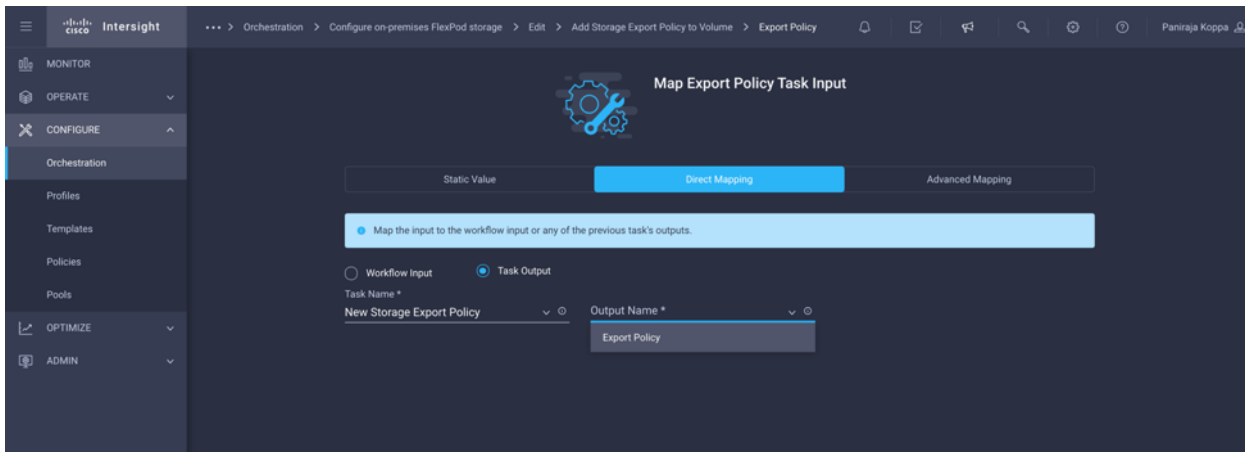 cisco Intersight
••• > Orchestration > Configure on-premises FlexPod storage > Edit > Add Storage Export Policy to Volume > Export Policy
Paniraja Koppa
MONITOR
OPERATE
CONFIGURE
Orchestration
Profiles
Templates
Policies
Pools
OPTIMIZE
ADMIN
Map Export Policy Task Input
Static Value Direct Mapping Advanced Mapping
Map the input to the workflow input or any of the previous task's outputs.
Workflow Input Task Output
Task Name *
New Storage Export Policy
Output Name *
Export Policy